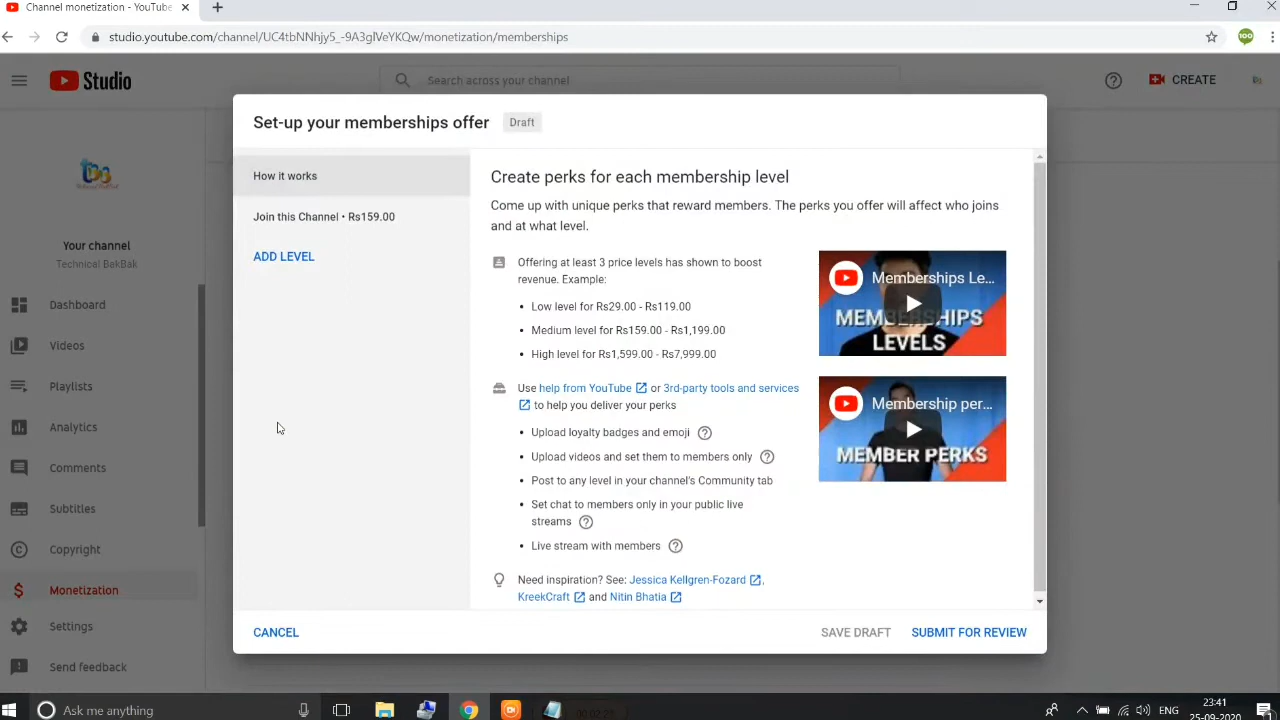 Channel monetization - YouTube
studio.youtube.com/channel/UC4tbNNhjy5_-9A3glVeYKQw/monetization/memberships
Studio
Search across your channel
CREATE
Set-up your memberships offer
Draft
How it works
Join this Channel • Rs159.00
ADD LEVEL
Your channel
Technical BakBak
Dashboard
Videos
Playlists
Analytics
Comments
Subtitles
Copyright
Monetization
Settings
Send feedback
Create perks for each membership level
Come up with unique perks that reward members. The perks you offer will affect who joins
and at what level.
Offering at least 3 price levels has shown to boost
revenue. Example:
• Low level for Rs29.00 - Rs119.00
• Medium level for Rs159.00 - Rs1,199.00
• High level for Rs1,599.00 - Rs7,999.00
Use help from YouTube or 3rd-party tools and services
to help you deliver your perks
• Upload loyalty badges and emoji
• Upload videos and set them to members only
• Post to any level in your channel's Community tab
• Set chat to members only in your public live
streams
• Live stream with members
Need inspiration? See: Jessica Kellgren-Fozard,
KreekCraft and Nitin Bhatia
Memberships Le...
MEMBERSHIPS
LEVELS
Membership per...
MEMBER PERKS
CANCEL
SAVE DRAFT
SUBMIT FOR REVIEW
Ask me anything
ENG
23:41
25-09-2020